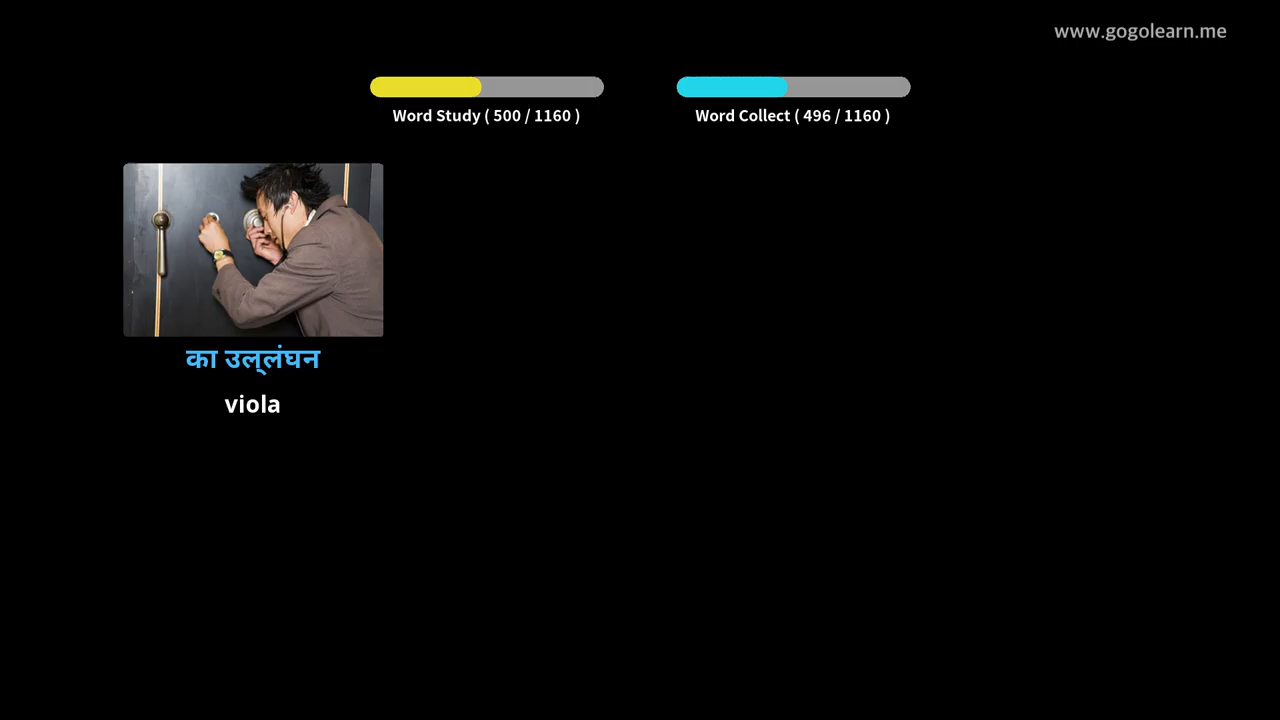 www.gogolearn.me
Word Study ( 500 / 1160 )
Word Collect ( 496 / 1160 )
का उल्लंघन
viola